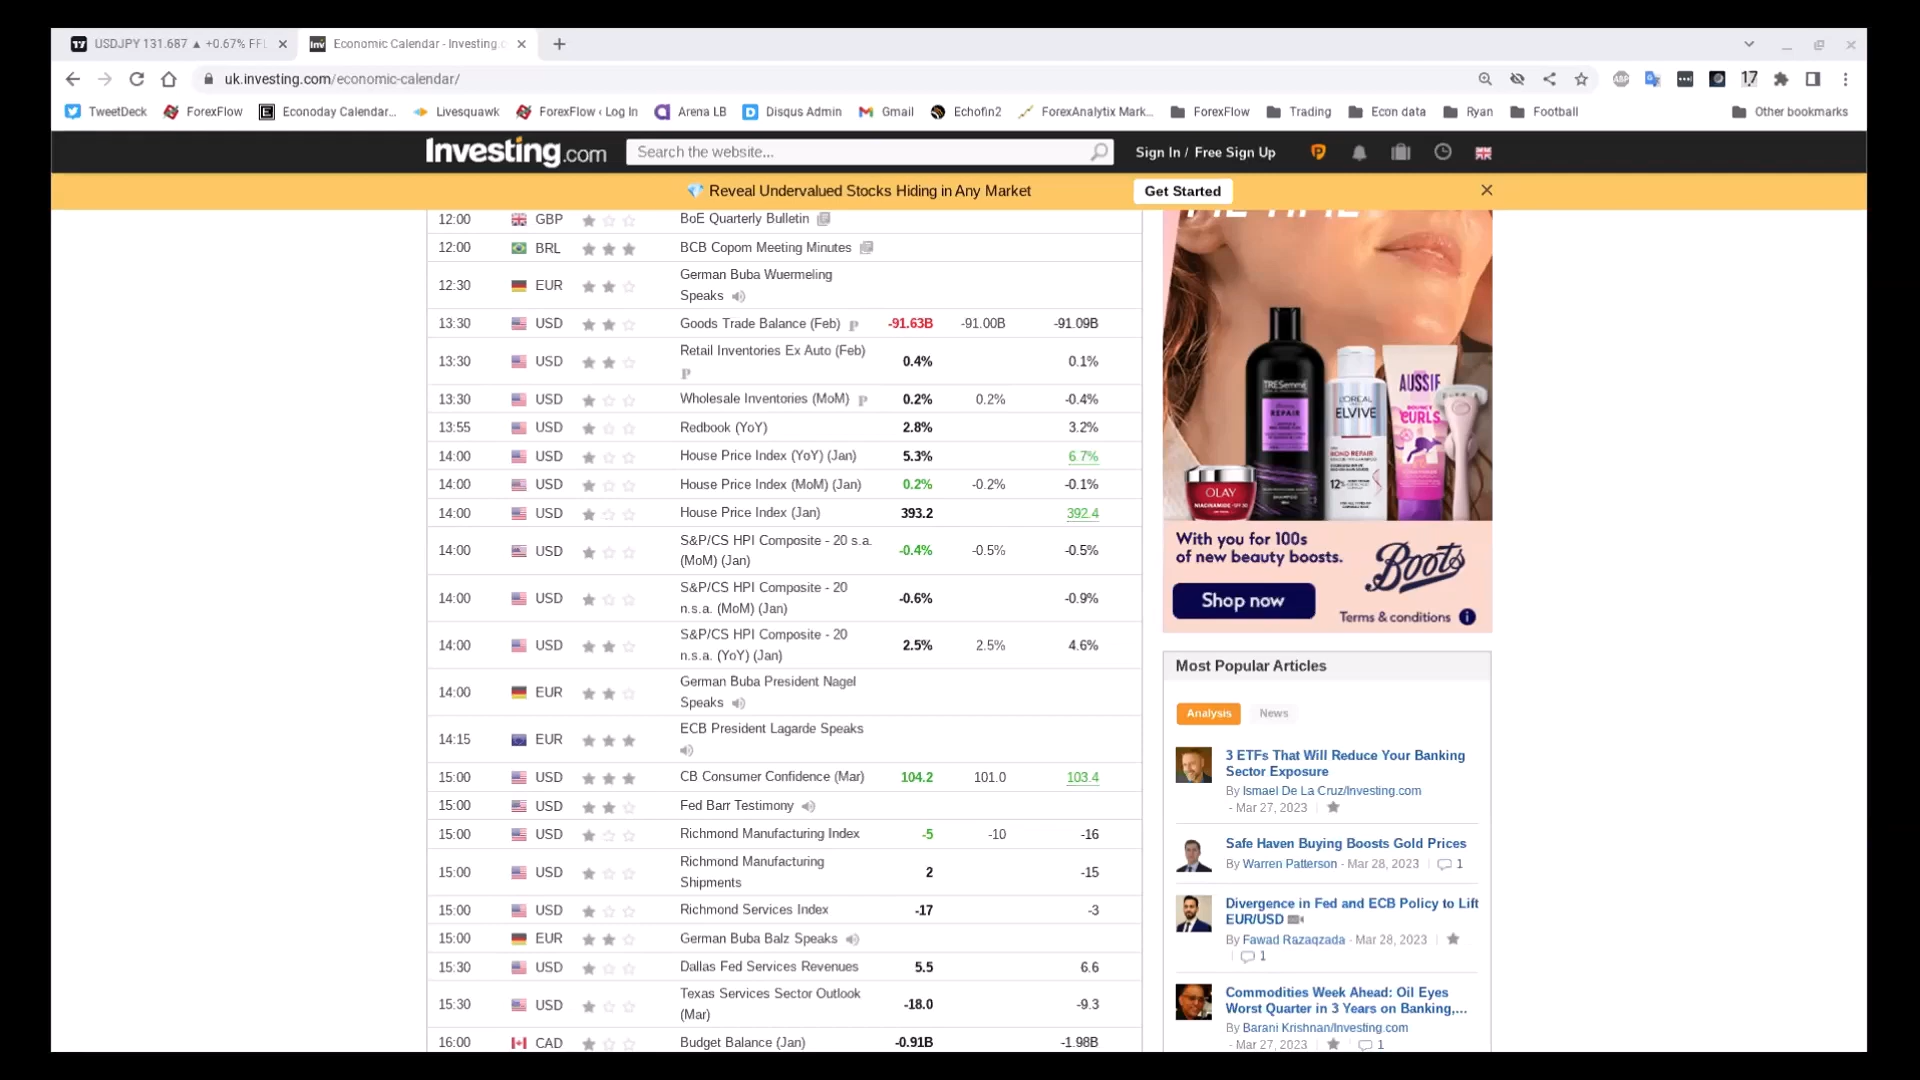 USDJPY 131.687 ▲ +0.67% FFL
Economic Calendar - Investing.c
uk.investing.com/economic-calendar/
TweetDeck ForexFlow Econoday Calendar... Livesquawk ForexFlow ‹ Log In Arena LB Disqus Admin Gmail Echofin2 ForexAnalytix Mark... ForexFlow Trading Econ data Ryan Football Other bookmarks
Investing.com Search the website... Sign In / Free Sign Up
Reveal Undervalued Stocks Hiding in Any Market Get Started
12:00 GBP BoE Quarterly Bulletin
12:00 BRL BCB Copom Meeting Minutes
12:30 EUR German Buba Wuermeling
Speaks
13:30 USD Goods Trade Balance (Feb) P -91.63B -91.00B -91.09B
13:30 USD Retail Inventories Ex Auto (Feb) 0.4% 0.1%
P
13:30 USD Wholesale Inventories (MoM) P 0.2% 0.2% -0.4%
13:55 USD Redbook (YoY) 2.8% 3.2%
14:00 USD House Price Index (YoY) (Jan) 5.3% 6.7%
14:00 USD House Price Index (MoM) (Jan) 0.2% -0.2% -0.1%
14:00 USD House Price Index (Jan) 393.2 392.4
14:00 USD S&P/CS HPI Composite - 20 s.a. -0.4% -0.5% -0.5%
(MoM) (Jan)
14:00 USD S&P/CS HPI Composite - 20 -0.6% -0.9%
n.s.a. (MoM) (Jan)
14:00 USD S&P/CS HPI Composite - 20 2.5% 2.5% 4.6%
n.s.a. (YoY) (Jan)
14:00 EUR German Buba President Nagel
Speaks
14:15 EUR ECB President Lagarde Speaks
15:00 USD CB Consumer Confidence (Mar) 104.2 101.0 103.4
15:00 USD Fed Barr Testimony
15:00 USD Richmond Manufacturing Index -5 -10 -16
15:00 USD Richmond Manufacturing 2 -15
Shipments
15:00 USD Richmond Services Index -17 -3
15:00 EUR German Buba Balz Speaks
15:30 USD Dallas Fed Services Revenues 5.5 6.6
15:30 USD Texas Services Sector Outlook -18.0 -9.3
(Mar)
16:00 CAD Budget Balance (Jan) -0.91B -1.98B
TRESemmé
REPAIR
L'ORÉAL
ELVIVE
BOND REPAIR
12%
AUSSIE
BOUNCY
CURLS
OLAY
With you for 100s
of new beauty boosts.
Boots
Shop now
Terms & conditions
Most Popular Articles
Analysis News
3 ETFs That Will Reduce Your Banking
Sector Exposure
By Ismael De La Cruz/Investing.com
- Mar 27, 2023
Safe Haven Buying Boosts Gold Prices
By Warren Patterson - Mar 28, 2023 1
Divergence in Fed and ECB Policy to Lift
EUR/USD
By Fawad Razaqzada - Mar 28, 2023
1
Commodities Week Ahead: Oil Eyes
Worst Quarter in 3 Years on Banking,...
By Barani Krishnan/Investing.com
- Mar 27, 2023 1